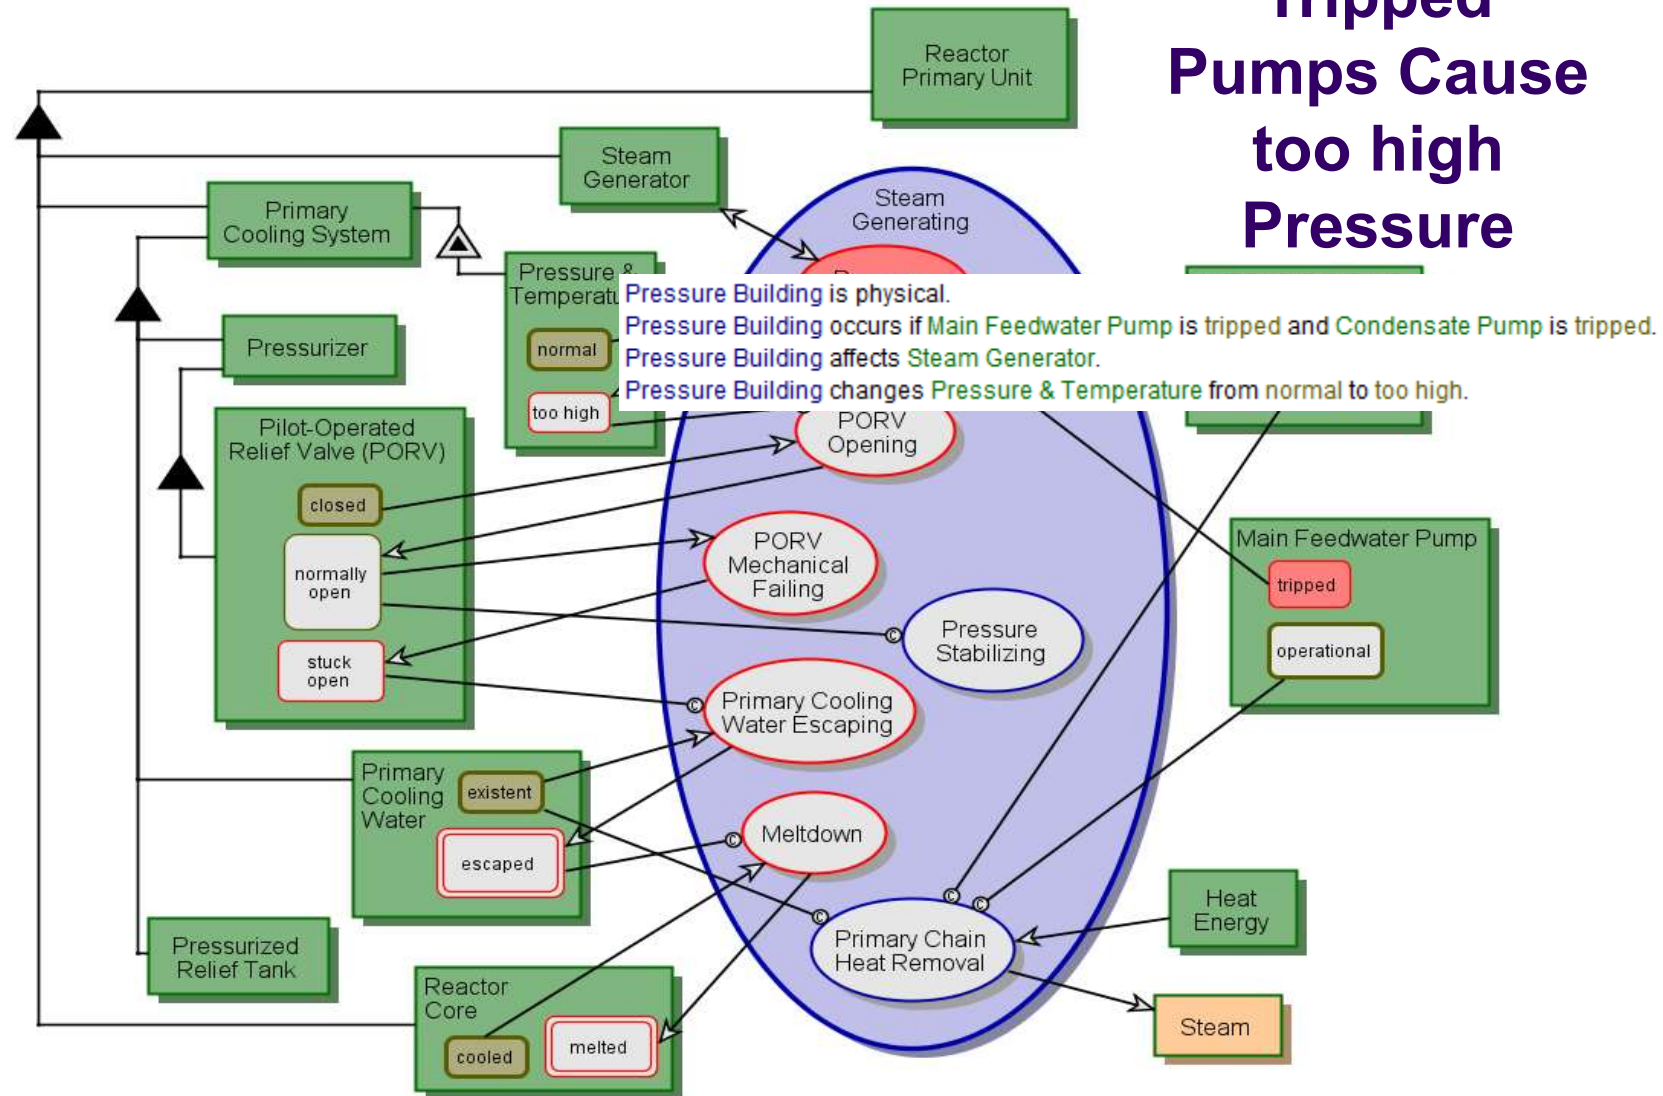 Tripped
Pumps Cause
too high
Pressure
Reactor
Primary Unit
Steam
Generator
Primary
Cooling System
Steam
Generating
Pressure &
normal
too high
Pressure Building is physical.
Pressure Building occurs if Main Feedwater Pump is tripped and Condensate Pump is tripped.
Pressure Building affects Steam Generator.
Pressure Building changes Pressure & Temperature from normal to too high.
Pressurizer
Pilot-Operated
Relief Valve (PORV)
closed
normally
open
stuck
open
PORV
Opening
PORV
Mechanical
Failing
Pressure
Stabilizing
Main Feedwater Pump
tripped
operational
Primary Cooling
Water Escaping
Primary
Cooling
Water
existent
escaped
Meltdown
Primary Chain
Heat Removal
Heat
Energy
Steam
Pressurized
Relief Tank
Reactor
Core
cooled
melted
C
C
C
C
C
C